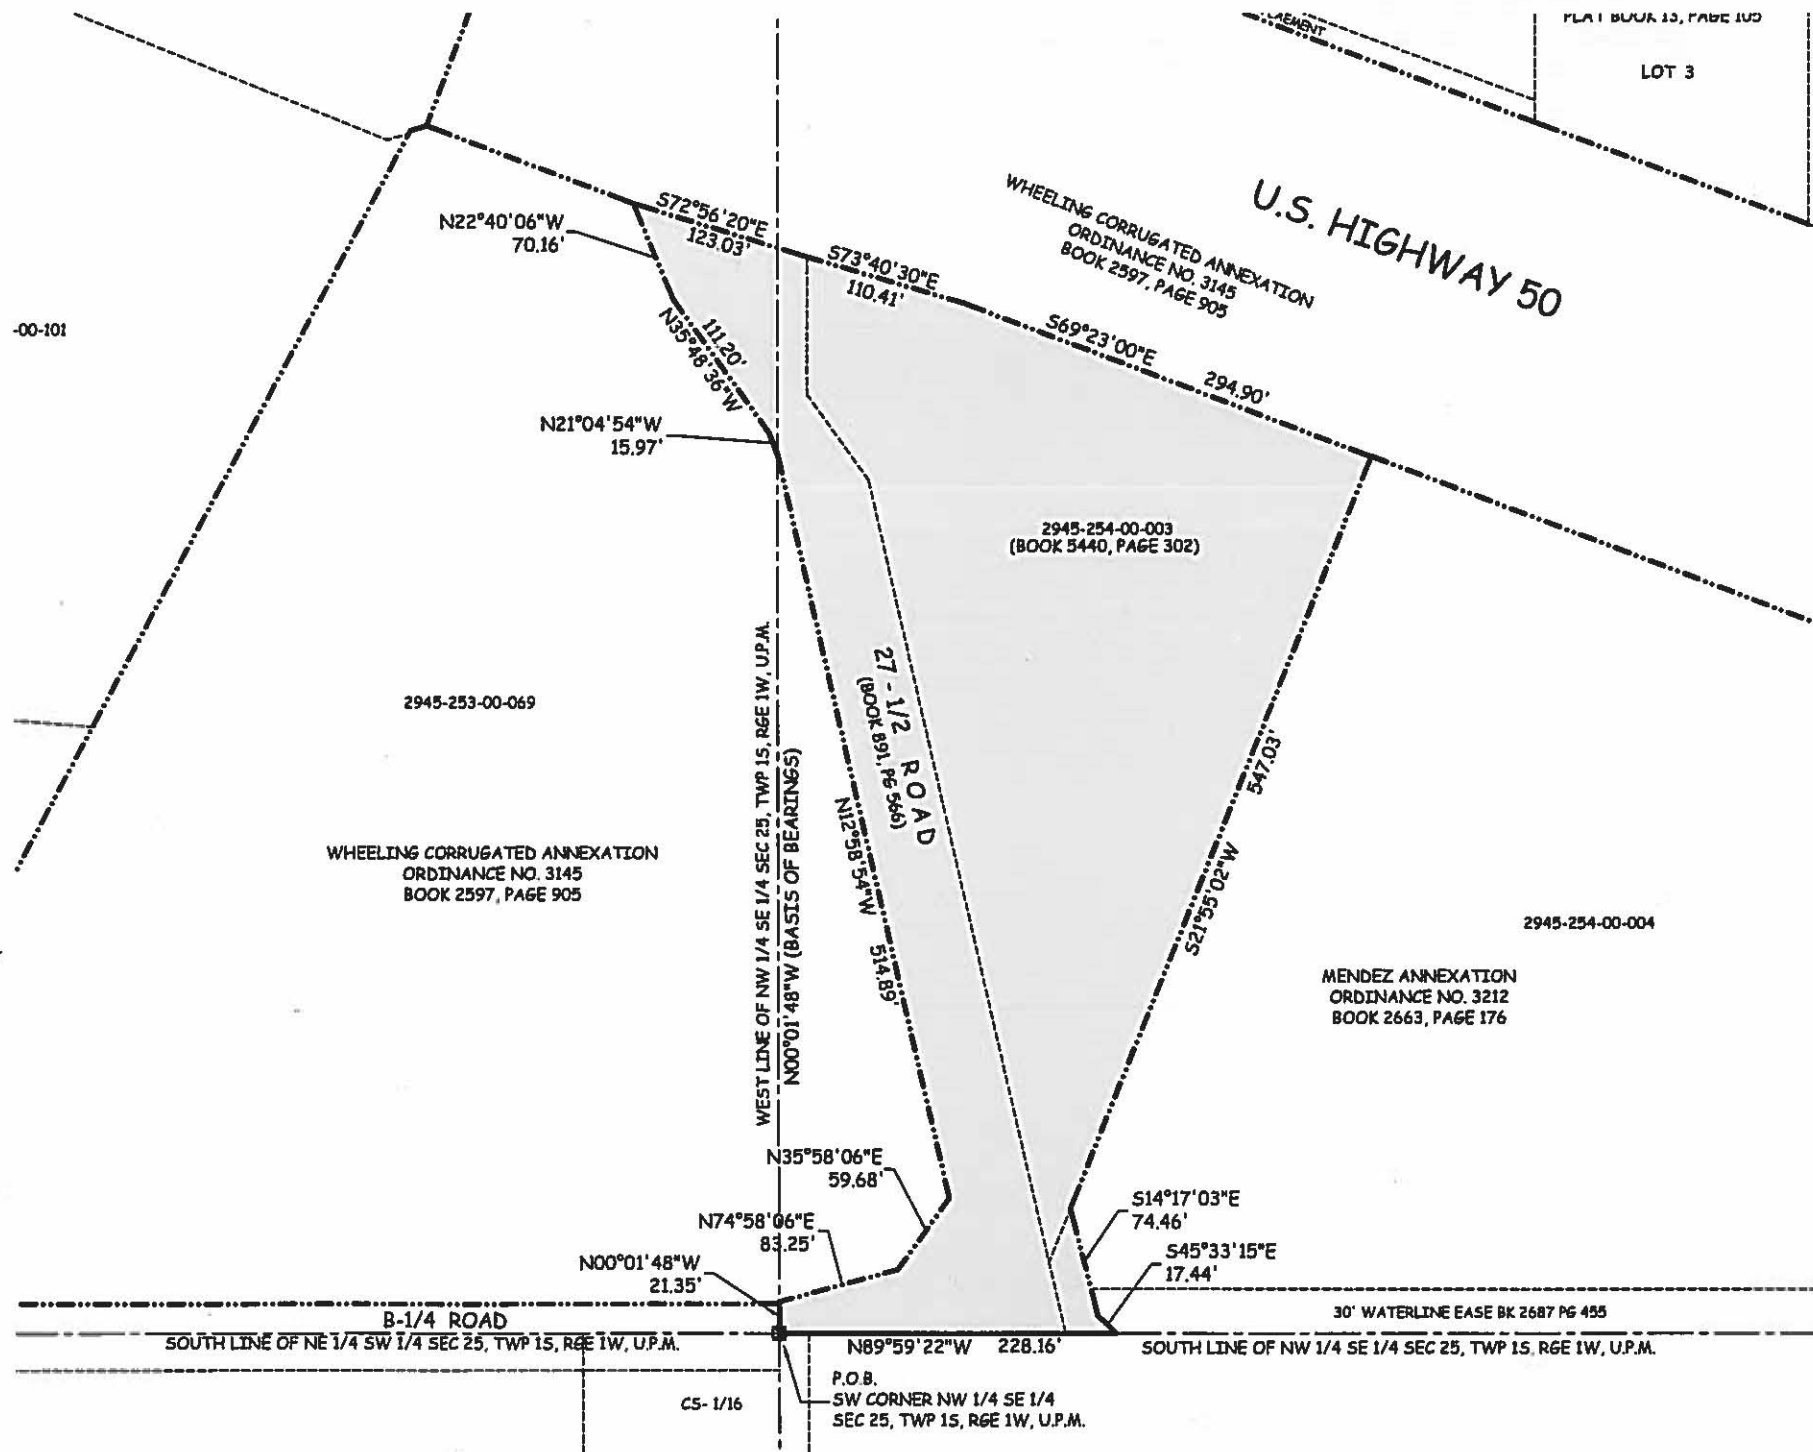 EASEMENT
PLAT BOOK 13, PAGE 105
LOT 3
U.S. HIGHWAY 50
WHEELING CORRUGATED ANNEXATION
ORDINANCE NO. 3145
BOOK 2597, PAGE 905
S72°56'20"E
123.03'
N22°40'06"W
70.16'
S73°40'30"E
110.41'
S69°23'00"E
294.90'
-00-101
111.20'
N35°48'36"W
N21°04'54"W
15.97'
2945-254-00-003
(BOOK 5440, PAGE 302)
2945-253-00-069
WEST LINE OF NW 1/4 SE 1/4 SEC 25, TWP 1S, RGE 1W, U.P.M.
N00°01'48"W (BASIS OF BEARINGS)
27 - 1/2 ROAD
(BOOK 891, PG 566)
N12°58'54"W 514.89'
547.03'
S21°55'02"W
WHEELING CORRUGATED ANNEXATION
ORDINANCE NO. 3145
BOOK 2597, PAGE 905
2945-254-00-004
MENDEZ ANNEXATION
ORDINANCE NO. 3212
BOOK 2663, PAGE 176
N35°58'06"E
59.68'
N74°58'06"E
83.25'
N00°01'48"W
21.35'
S14°17'03"E
74.46'
S45°33'15"E
17.44'
B-1/4 ROAD
30' WATERLINE EASE BK 2687 PG 455
SOUTH LINE OF NE 1/4 SW 1/4 SEC 25, TWP 1S, RGE 1W, U.P.M.
N89°59'22"W 228.16'
SOUTH LINE OF NW 1/4 SE 1/4 SEC 25, TWP 1S, RGE 1W, U.P.M.
CS- 1/16
P.O.B.
SW CORNER NW 1/4 SE 1/4
SEC 25, TWP 1S, RGE 1W, U.P.M.